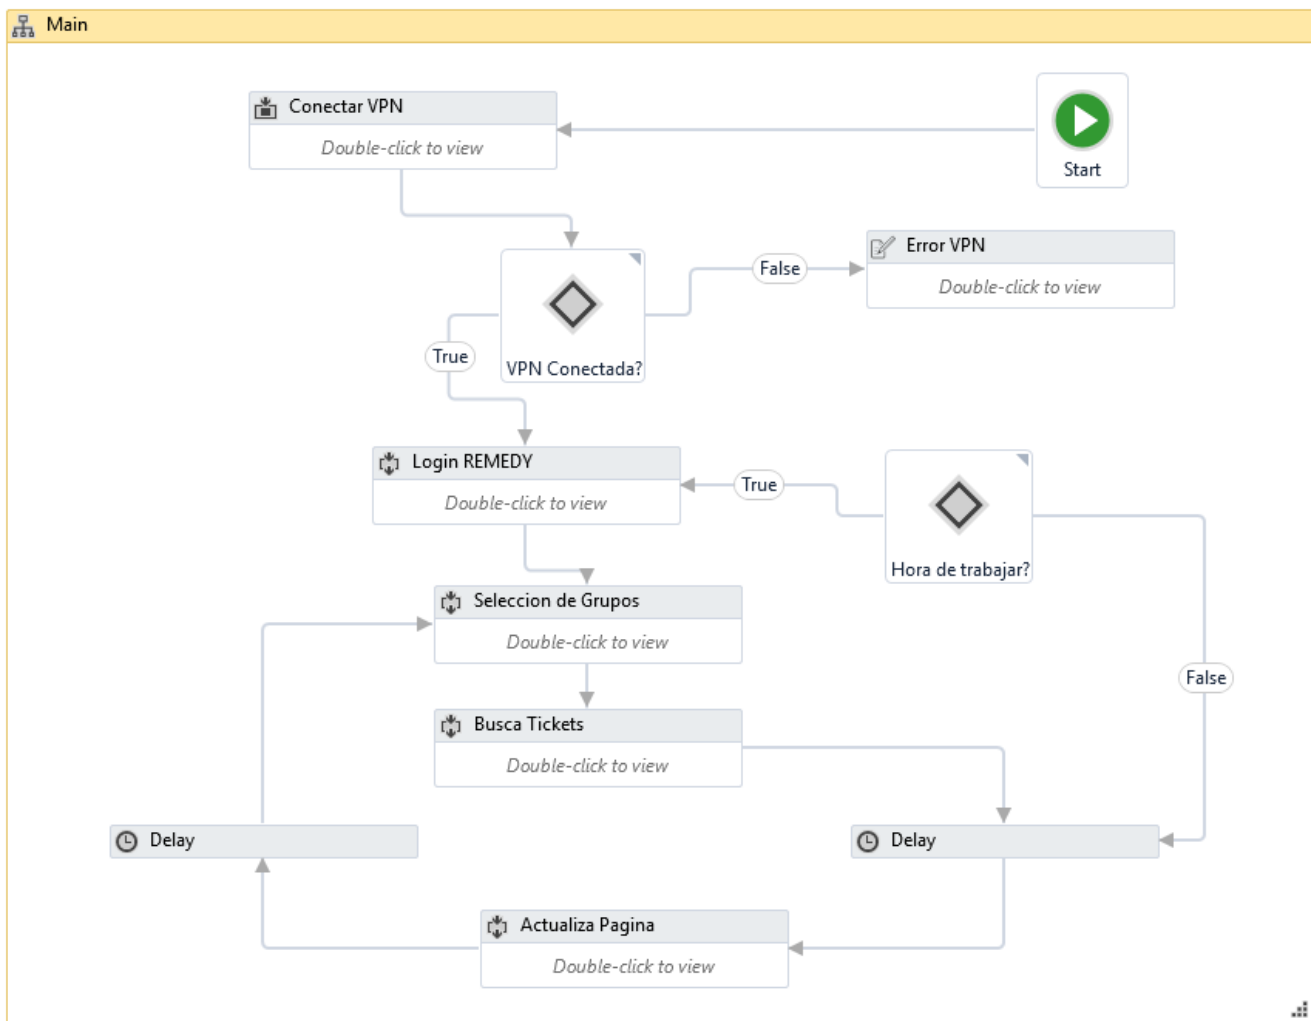 Main
Conectar VPN
Double-click to view
Start
Error VPN
Double-click to view
False
VPN Conectada?
True
Login REMEDY
Double-click to view
True
Hora de trabajar?
Seleccion de Grupos
Double-click to view
False
Busca Tickets
Double-click to view
Delay
Delay
Actualiza Pagina
Double-click to view